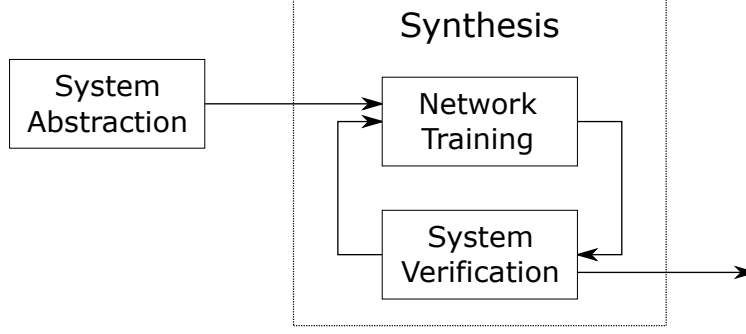 Synthesis
System
Abstraction
Network
Training
System
Verification